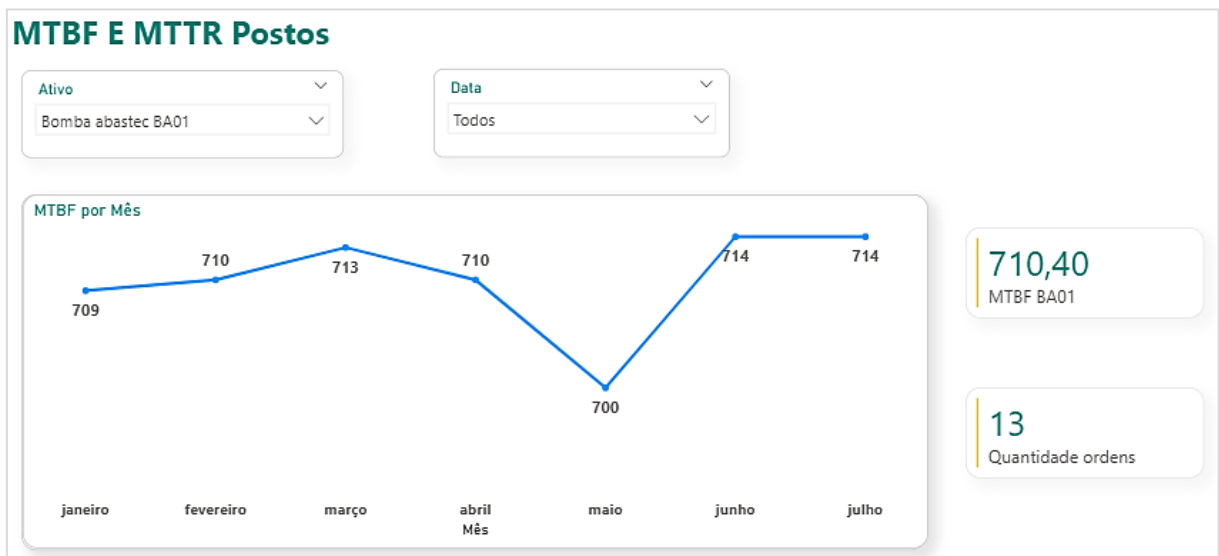 MTBF E MTTR Postos
Ativo
Bomba abastec BA01
Data
Todos
MTBF por Mês
709
710
713
710
700
714
714
janeiro
fevereiro
março
abril
maio
junho
julho
Mês
710,40
MTBF BA01
13
Quantidade ordens